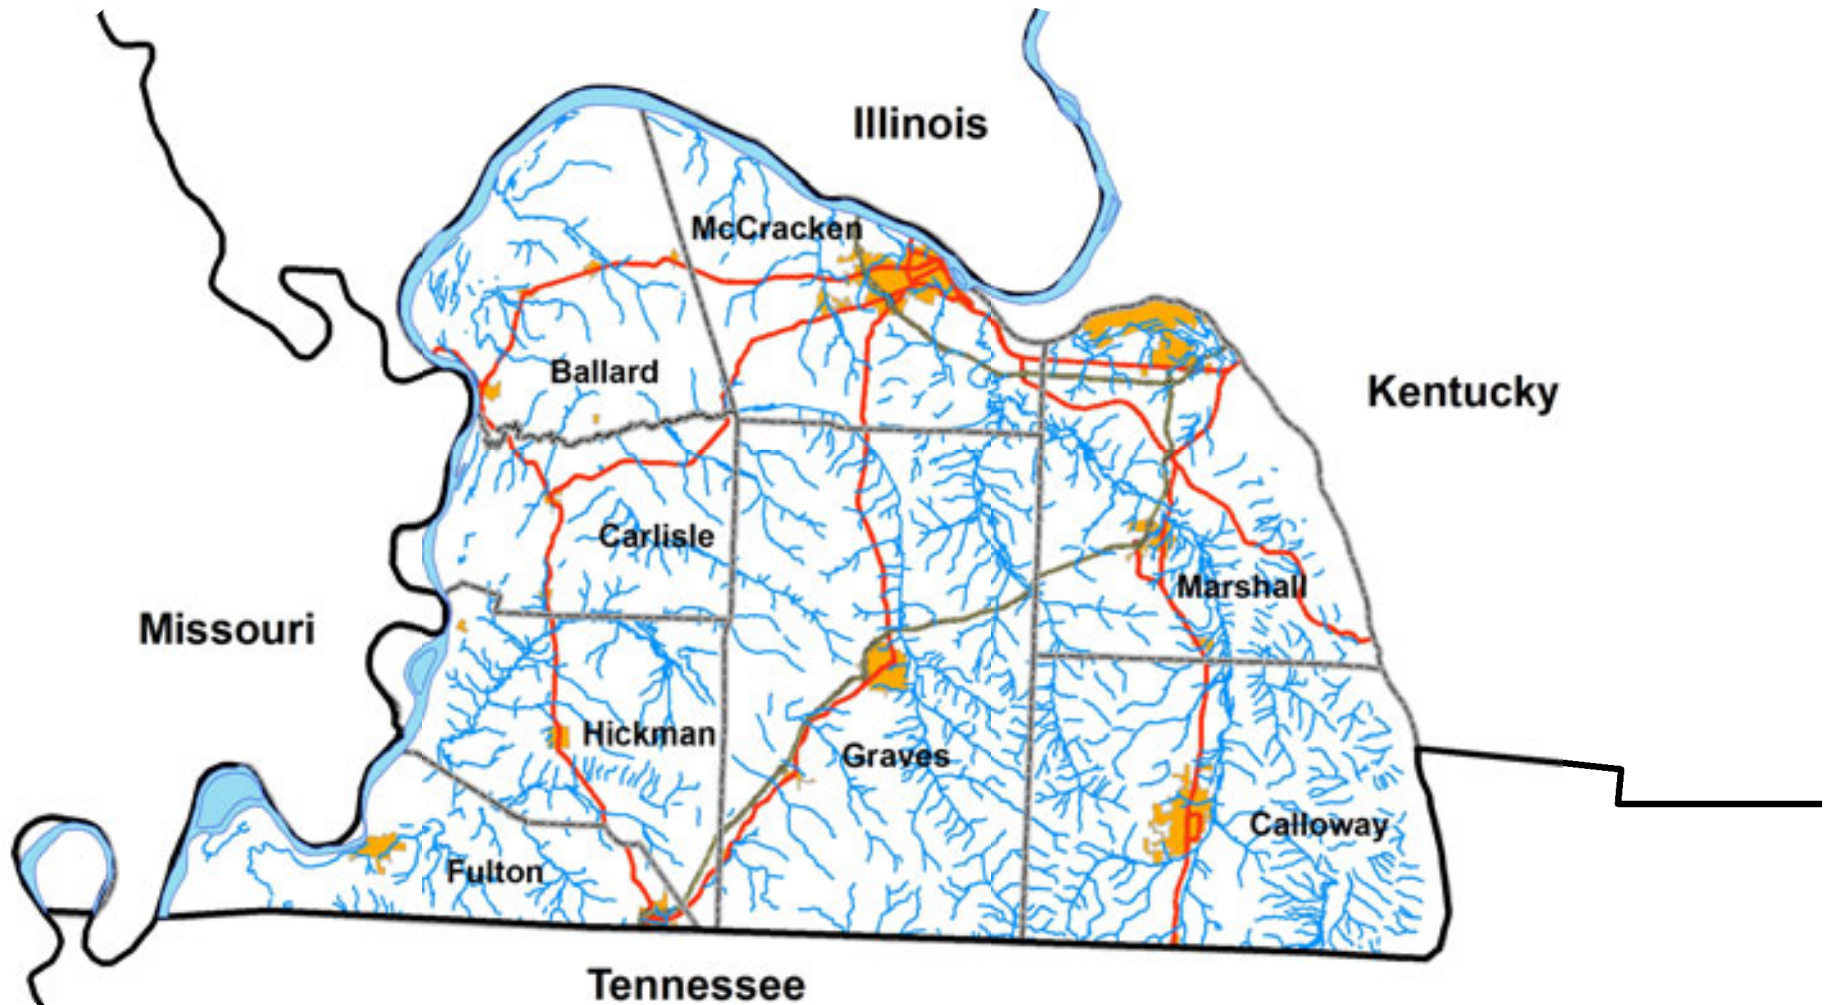 Illinois
McCracken
Ballard
Kentucky
Carlisle
Marshall
Missouri
Hickman
Graves
Calloway
Fulton
Tennessee